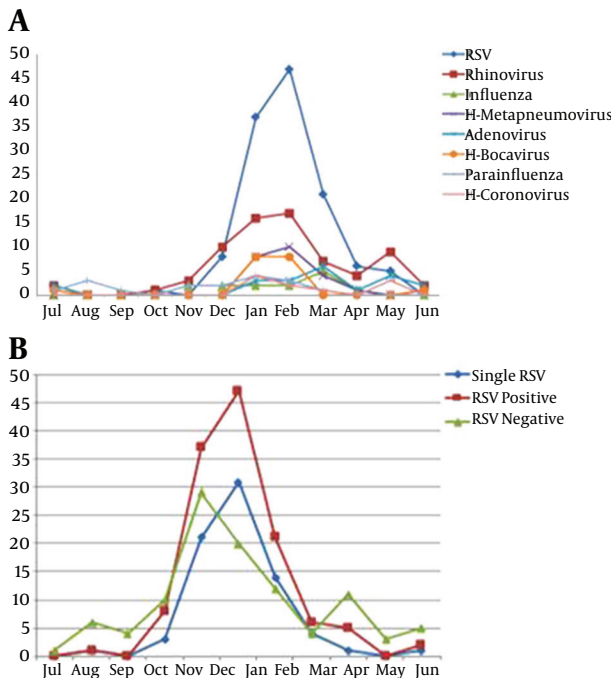 A
50
45
40
35
30
25
20
15
10
5
0
Jul Aug Sep Oct Nov Dec Jan Feb Mar Apr May Jun
RSV
Rhinovirus
Influenza
H-Metapneumovirus
Adenovirus
H-Bocavirus
Parainfluenza
H-Coronovirus
B
50
45
40
35
30
25
20
15
10
5
0
Jul Aug Sep Oct Nov Dec Jan Feb Mar Apr May Jun
Single RSV
RSV Positive
RSV Negative